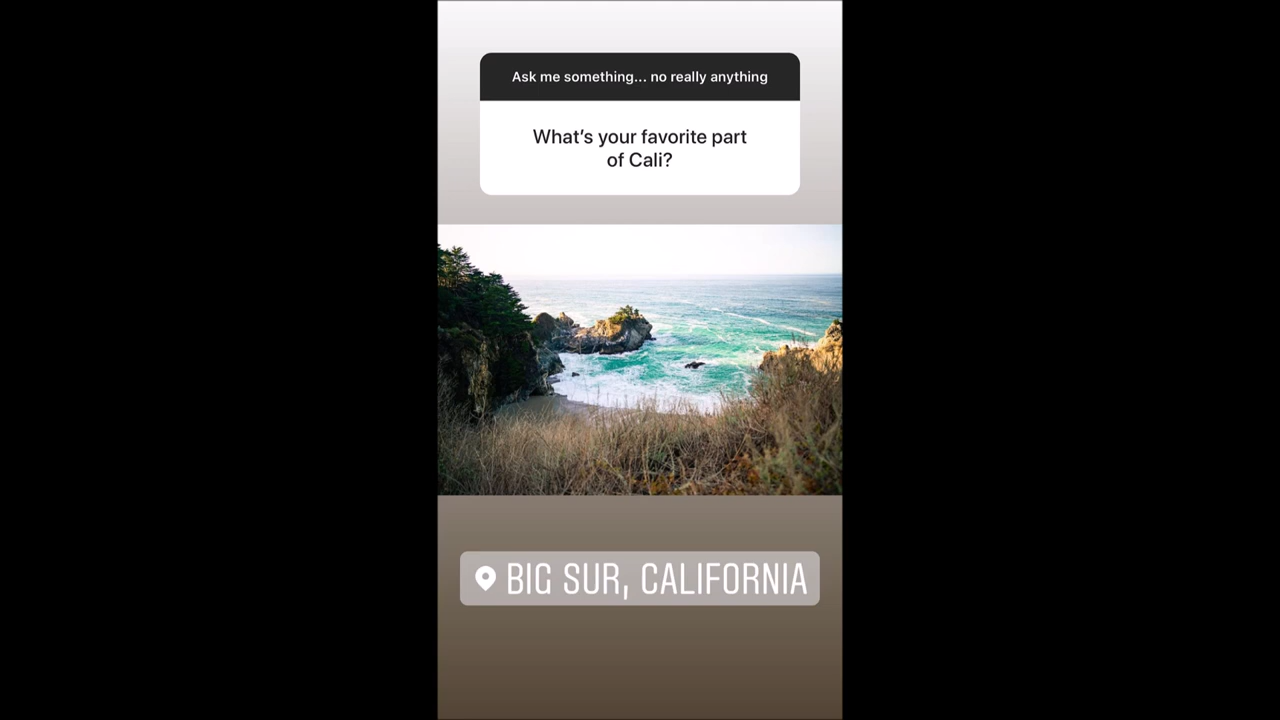 Ask me something... no really anything
What's your favorite part
of Cali?
BIG SUR, CALIFORNIA